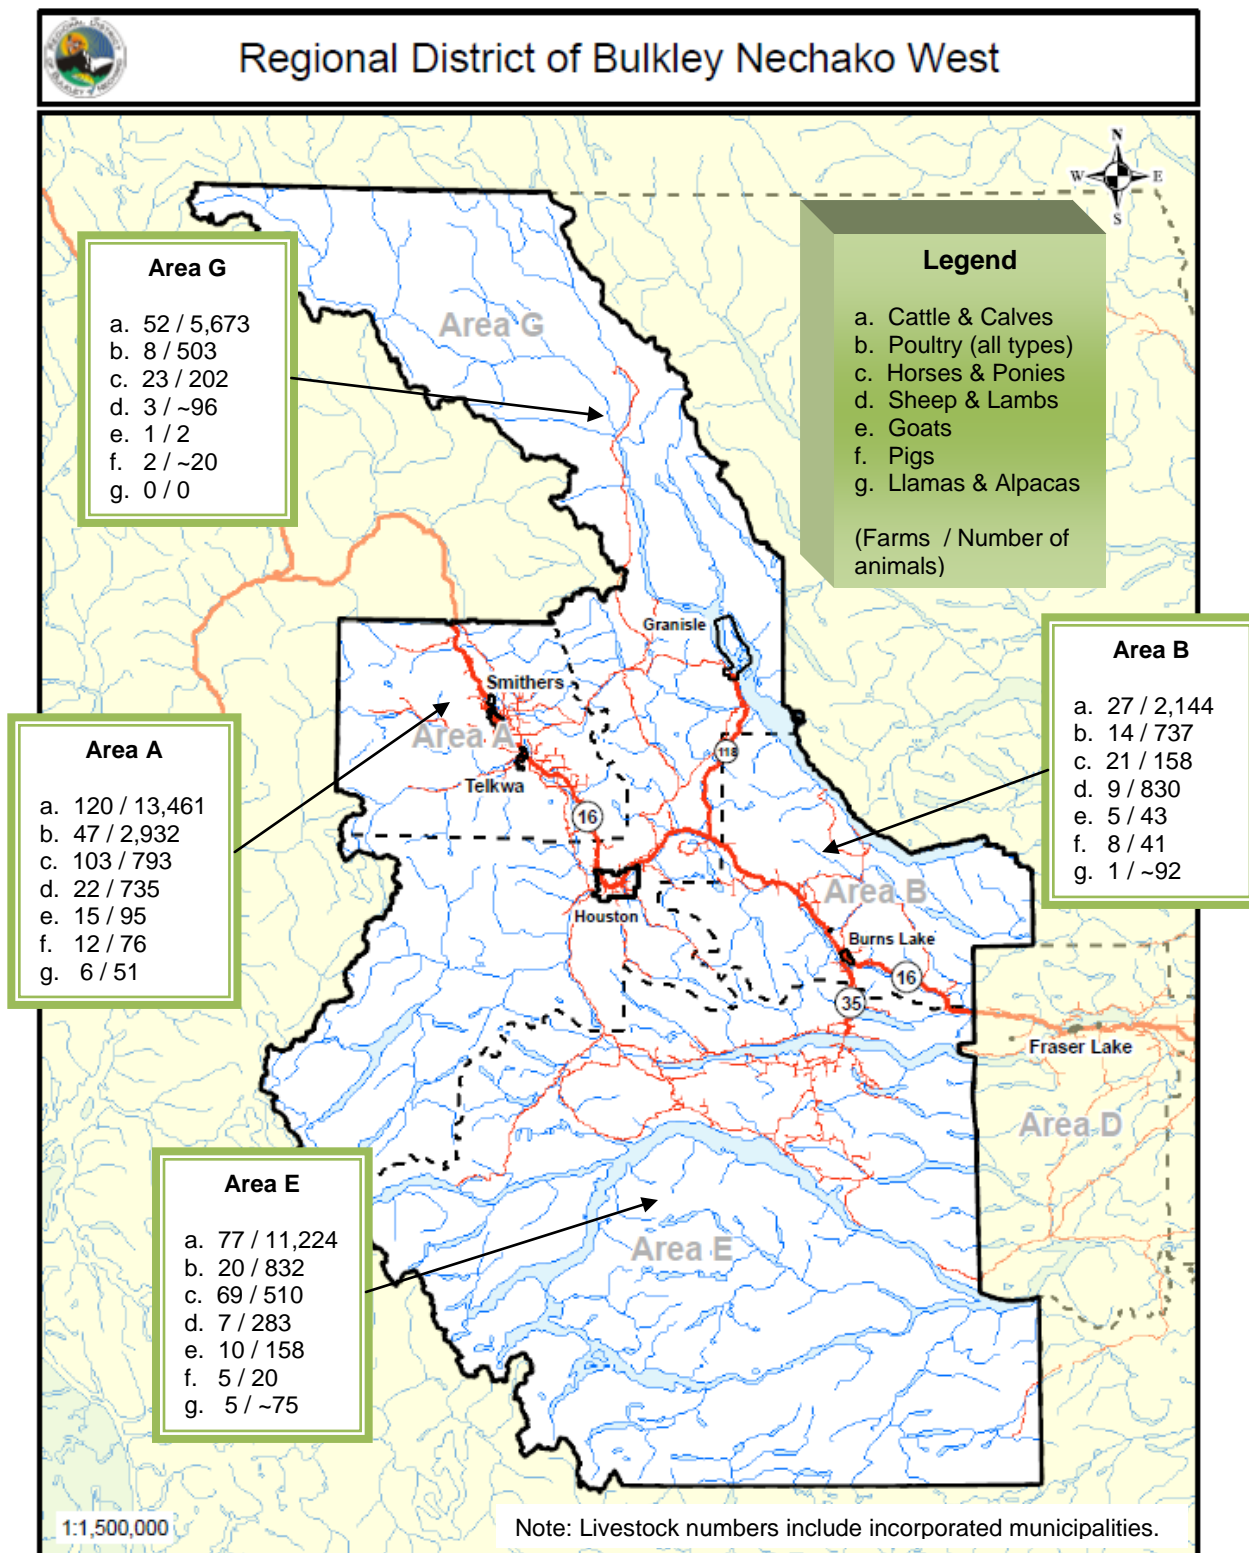 Regional District of Bulkley Nechako West
N
W E
S
Area G
a. 52 / 5,673
b. 8 / 503
c. 23 / 202
d. 3 / ~96
e. 1 / 2
f. 2 / ~20
g. 0 / 0
Area G
Legend
a. Cattle & Calves
b. Poultry (all types)
c. Horses & Ponies
d. Sheep & Lambs
e. Goats
f. Pigs
g. Llamas & Alpacas
(Farms / Number of
animals)
Granisle
Smithers
Area A
Telkwa
118
16
Houston
Area A
a. 120 / 13,461
b. 47 / 2,932
c. 103 / 793
d. 22 / 735
e. 15 / 95
f. 12 / 76
g. 6 / 51
Area B
a. 27 / 2,144
b. 14 / 737
c. 21 / 158
d. 9 / 830
e. 5 / 43
f. 8 / 41
g. 1 / ~92
Area B
Burns Lake
16
35
Fraser Lake
Area D
Area E
a. 77 / 11,224
b. 20 / 832
c. 69 / 510
d. 7 / 283
e. 10 / 158
f. 5 / 20
g. 5 / ~75
Area E
1:1,500,000
Note: Livestock numbers include incorporated municipalities.